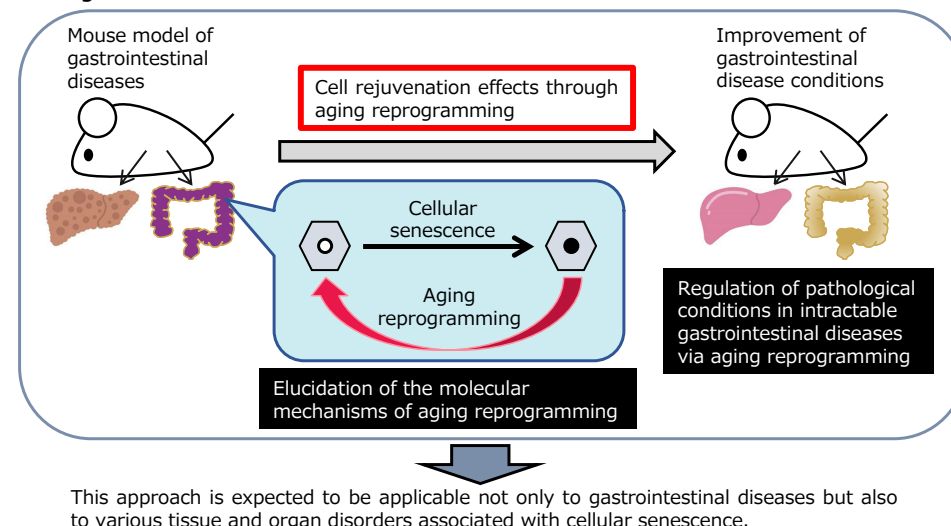 Mouse model of
gastrointestinal
diseases
Cell rejuvenation effects through
aging reprogramming
Improvement of
gastrointestinal
disease conditions
Cellular
senescence
Aging
reprogramming
Regulation of pathological
conditions in intractable
gastrointestinal diseases
via aging reprogramming
Elucidation of the molecular
mechanisms of aging reprogramming
This approach is expected to be applicable not only to gastrointestinal diseases but also
to various tissue and organ disorders associated with cellular senescence.